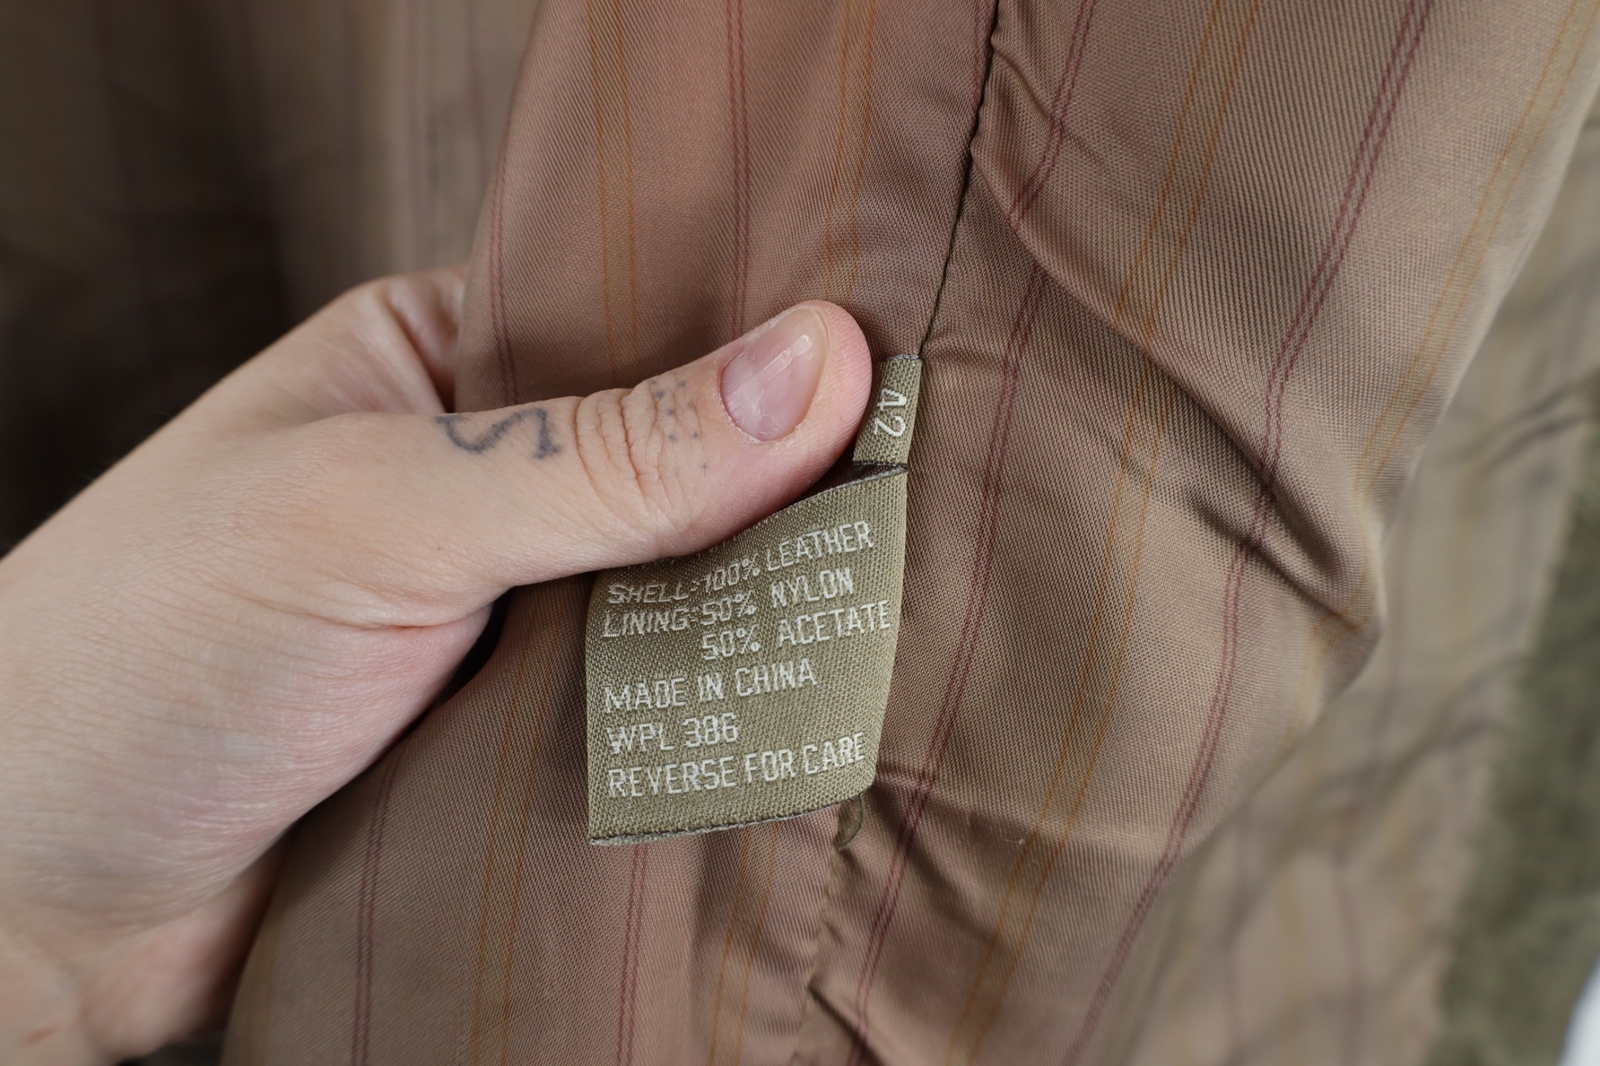 42
SHELL:100% LEATHER
LINING:50% NYLON
50% ACETATE
MADE IN CHINA
WPL 386
REVERSE FOR CARE